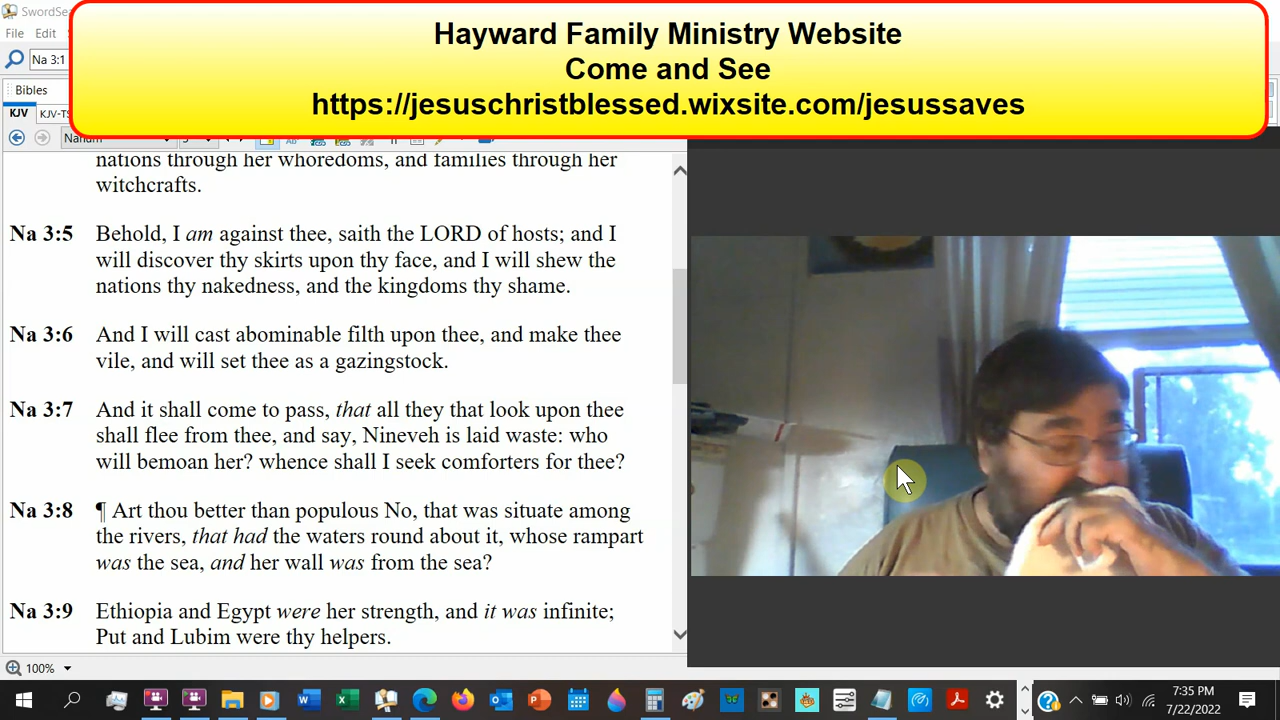 SwordSe
Hayward Family Ministry Website
Come and See
https://jesuschristblessed.wixsite.com/jesussaves
File Edit
Na 3:1
Bibles
KJV KJV-TS
Nahum
nations through her whoredoms, and families through her
witchcrafts.
Na 3:5 Behold, I am against thee, saith the LORD of hosts; and I
will discover thy skirts upon thy face, and I will shew the
nations thy nakedness, and the kingdoms thy shame.
Na 3:6 And I will cast abominable filth upon thee, and make thee
vile, and will set thee as a gazingstock.
Na 3:7 And it shall come to pass, that all they that look upon thee
shall flee from thee, and say, Nineveh is laid waste: who
will bemoan her? whence shall I seek comforters for thee?
Na 3:8 ¶ Art thou better than populous No, that was situate among
the rivers, that had the waters round about it, whose rampart
was the sea, and her wall was from the sea?
Na 3:9 Ethiopia and Egypt were her strength, and it was infinite;
Put and Lubim were thy helpers.
100%
7:35 PM
7/22/2022